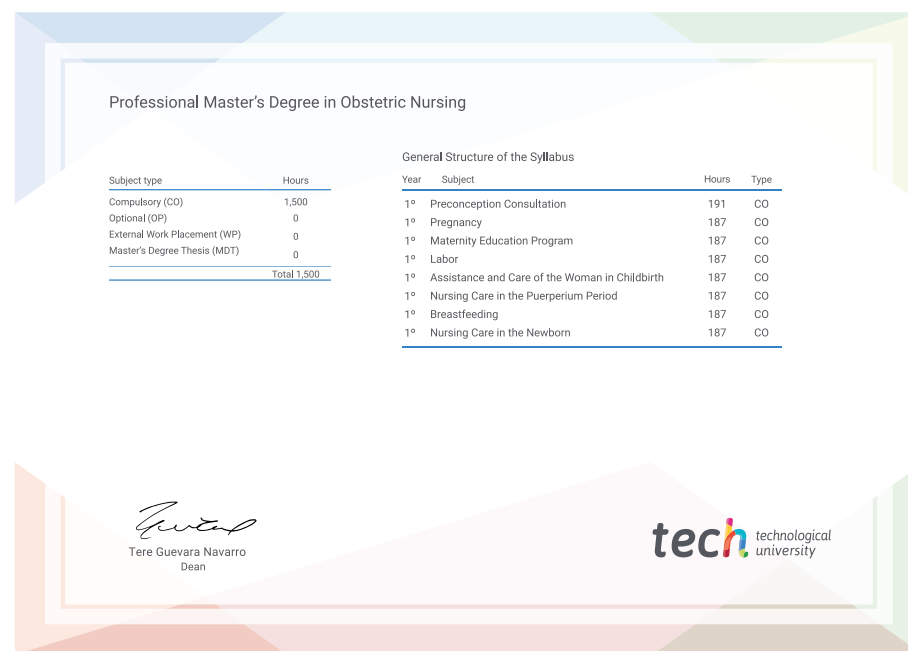 Professional Master's Degree in Obstetric Nursing
Subject type Hours
Compulsory (CO) 1,500
Optional (OP) 0
External Work Placement (WP) 0
Master's Degree Thesis (MDT) 0
Total 1,500
General Structure of the Syllabus
Year Subject Hours Type
1º Preconception Consultation 191 CO
1º Pregnancy 187 CO
1º Maternity Education Program 187 CO
1º Labor 187 CO
1º Assistance and Care of the Woman in Childbirth 187 CO
1º Nursing Care in the Puerperium Period 187 CO
1º Breastfeeding 187 CO
1º Nursing Care in the Newborn 187 CO
Tere Guevara Navarro
Dean
tech technological
university